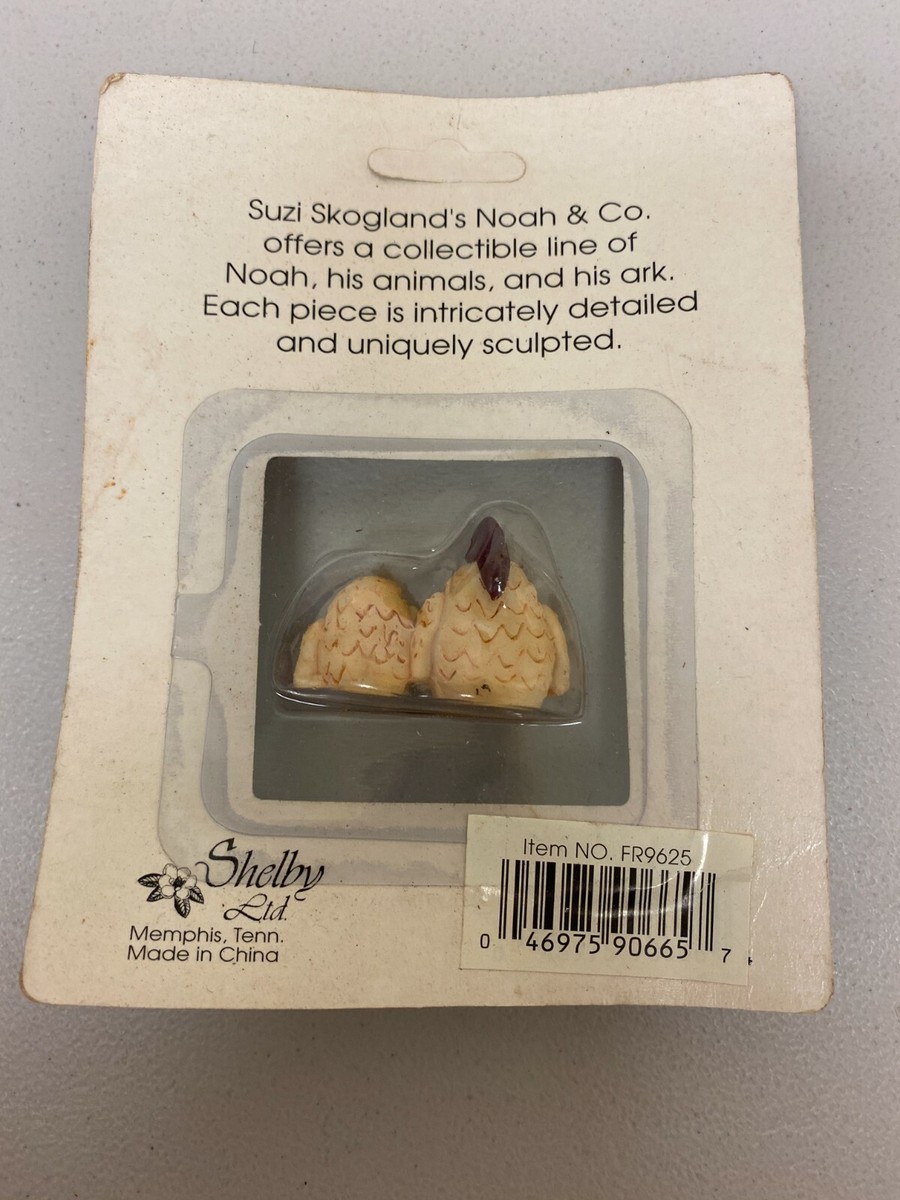 Suzi Skogland's Noah & Co.
offers a collectible line of
Noah, his animals, and his ark.
Each piece is intricately detailed
and uniquely sculpted.
Shelby
Ltd.
Memphis, Tenn.
Made in China
Item NO. FR9625
0 46975 90665 7